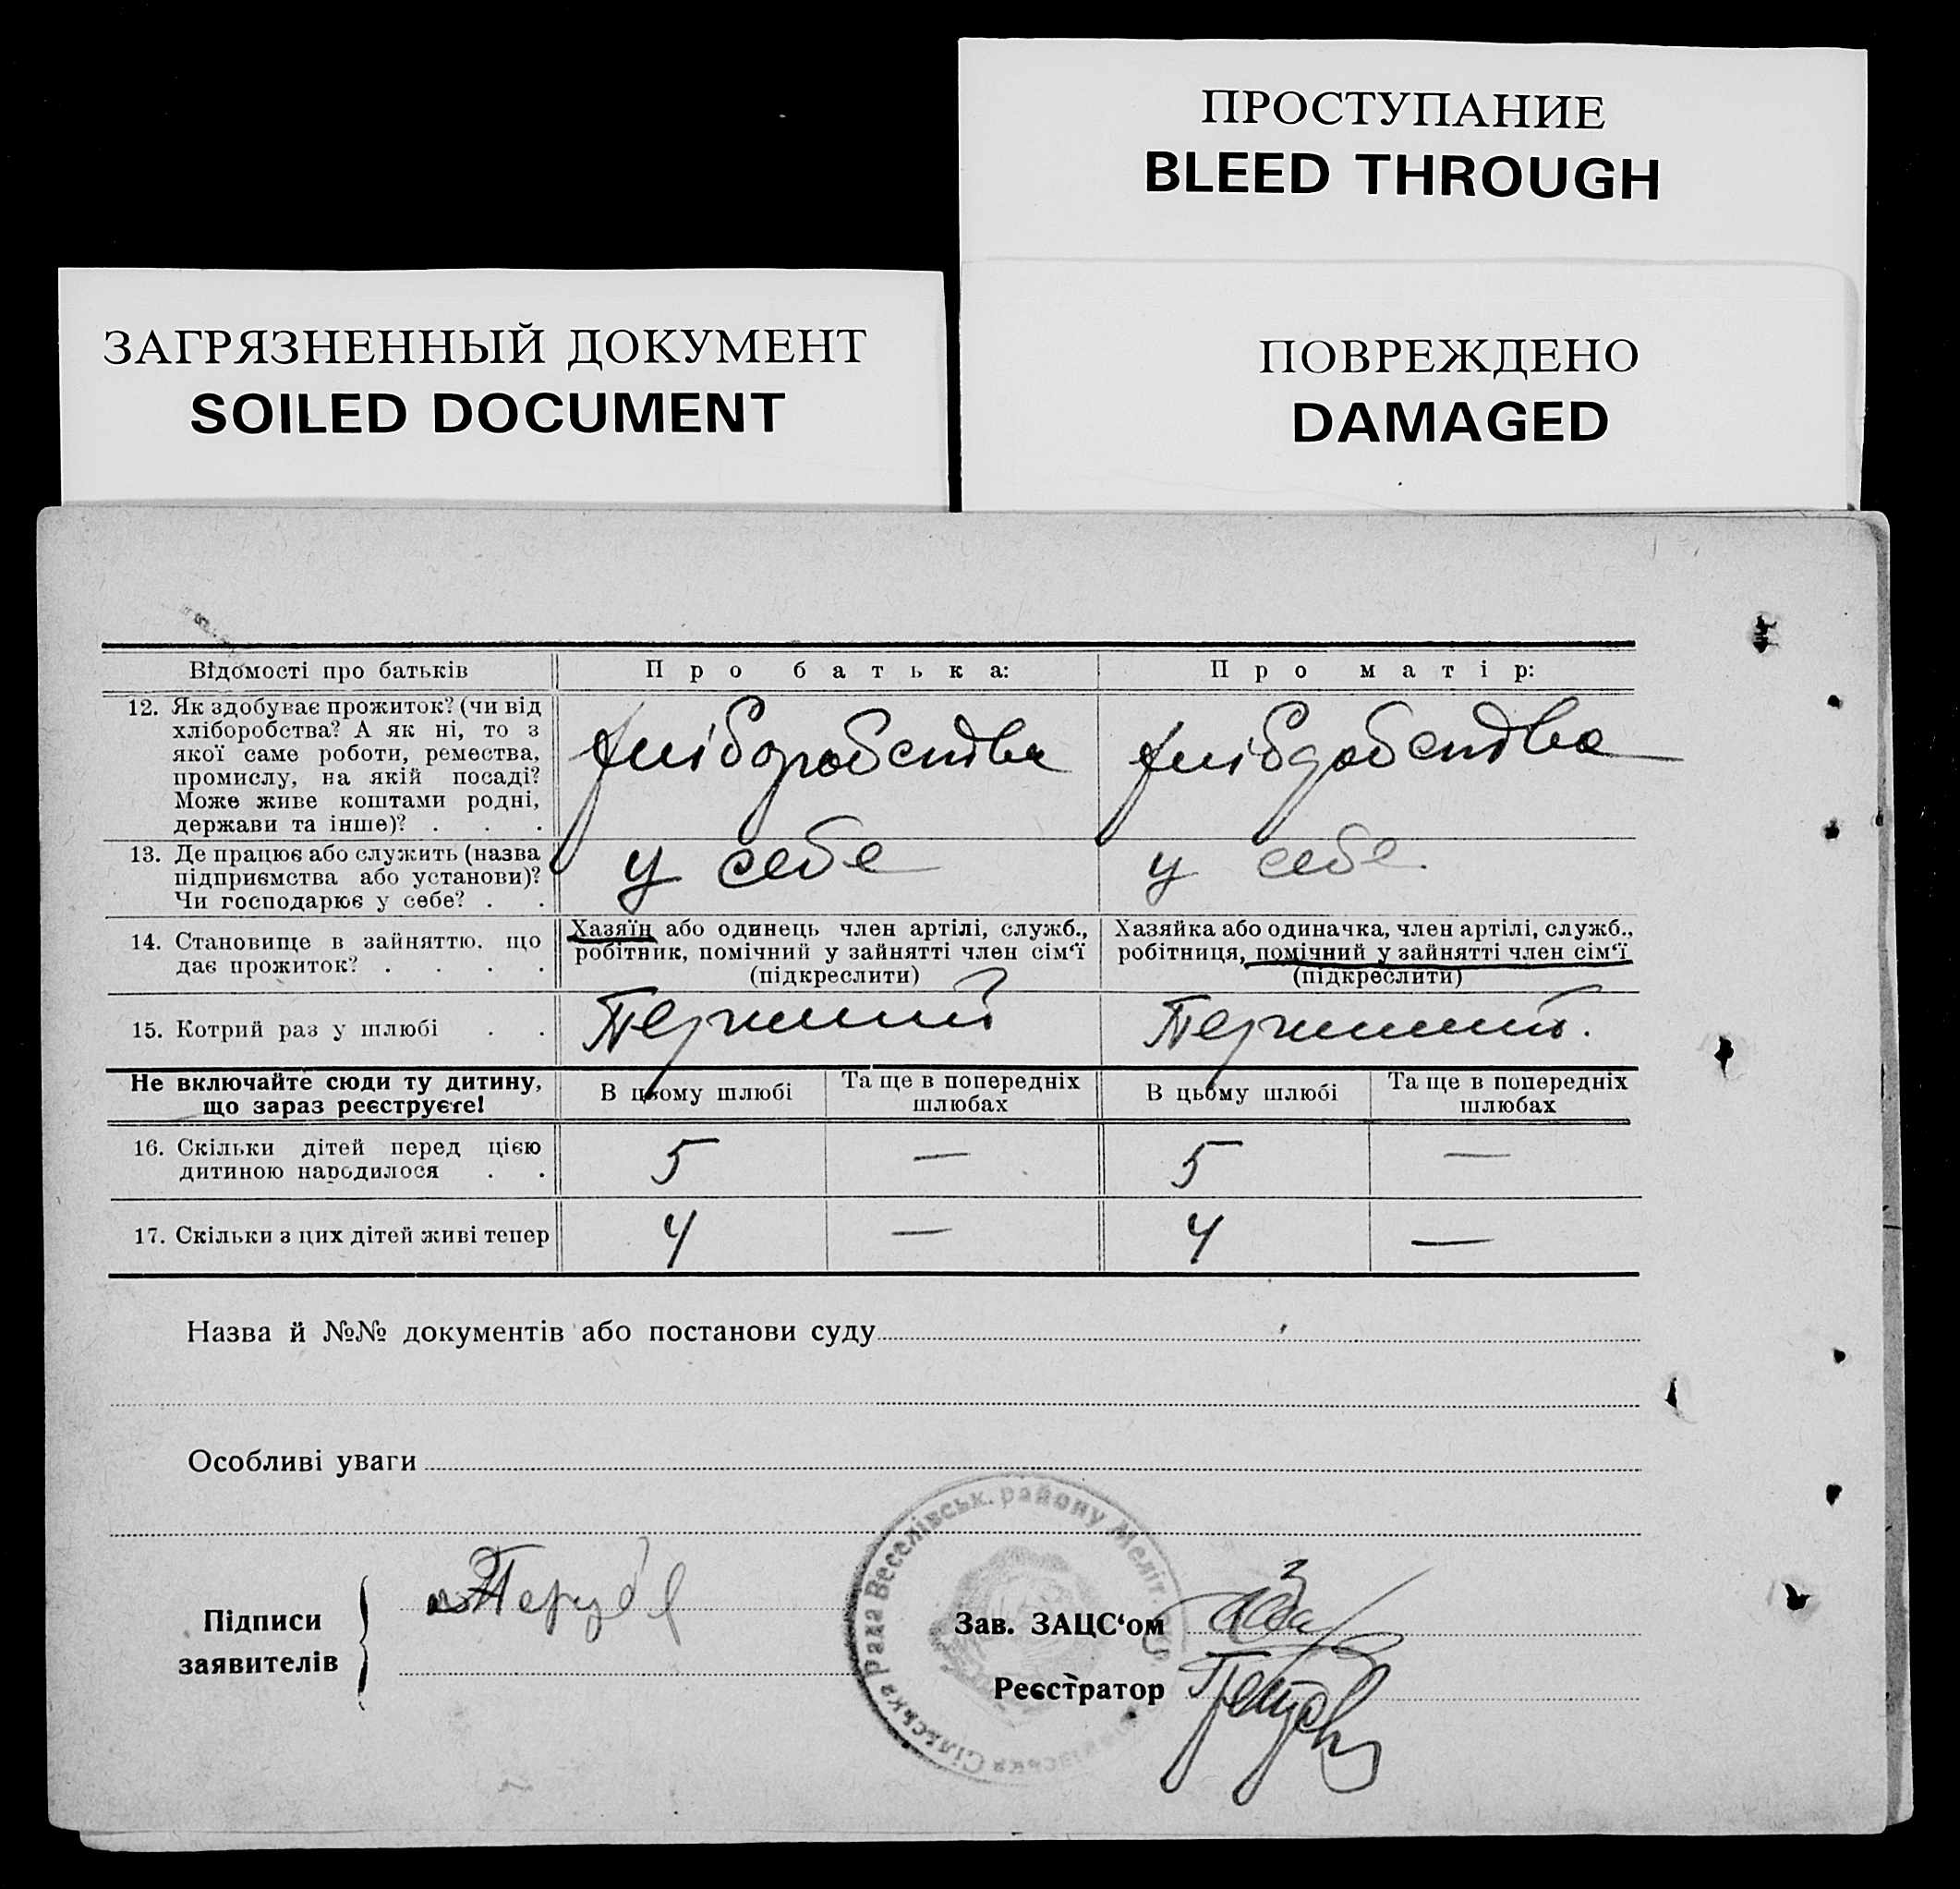 ПРОСТУПАНИЕ
BLEED THROUGH
ЗАГРЯЗНЕННЫЙ ДОКУМЕНТ
SOILED DOCUMENT
ПОВРЕЖДЕНО
DAMAGED
Відомості про батьків
Про батька:
Про матір:
12. Як здобуває прожиток? (чи від
хліборобства? А як ні, то з
якої саме роботи, ремества,
промислу, на якій посаді?
Може живе коштами родні,
держави та інше)? . . .
хліборобства
хліборобства
13. Де працює або служить (назва
підприємства або установи)?
Чи господарює у себе? . .
у себе
у себе
14. Становище в зайняттю, що
дає прожиток? . . . .
Хазяїн або одинець член артілі, служб.,
робітник, помічний у зайнятті член сім‘ї
(підкреслити)
Хазяйка або одиначка, член артілі, служб.,
робітниця, помічний у зайнятті член сім‘ї
(підкреслити)
15. Котрий раз у шлюбі . .
Перший
Перший.
Не включайте сюди ту дитину,
що зараз реєструєте!
В цьому шлюбі
Та ще в попередніх
шлюбах
В цьому шлюбі
Та ще в попередніх
шлюбах
16. Скільки дітей перед цією
дитиною народилося . .
5 — 5 —
17. Скільки з цих дітей живі тепер
4 — 4 —
Назва й №№ документів або постанови суду
Особливі уваги
Підписи
заявителів
Зав. ЗАЦС‘ом
Реєстратор
Сільська Рада Веселівськ. району Меліт.